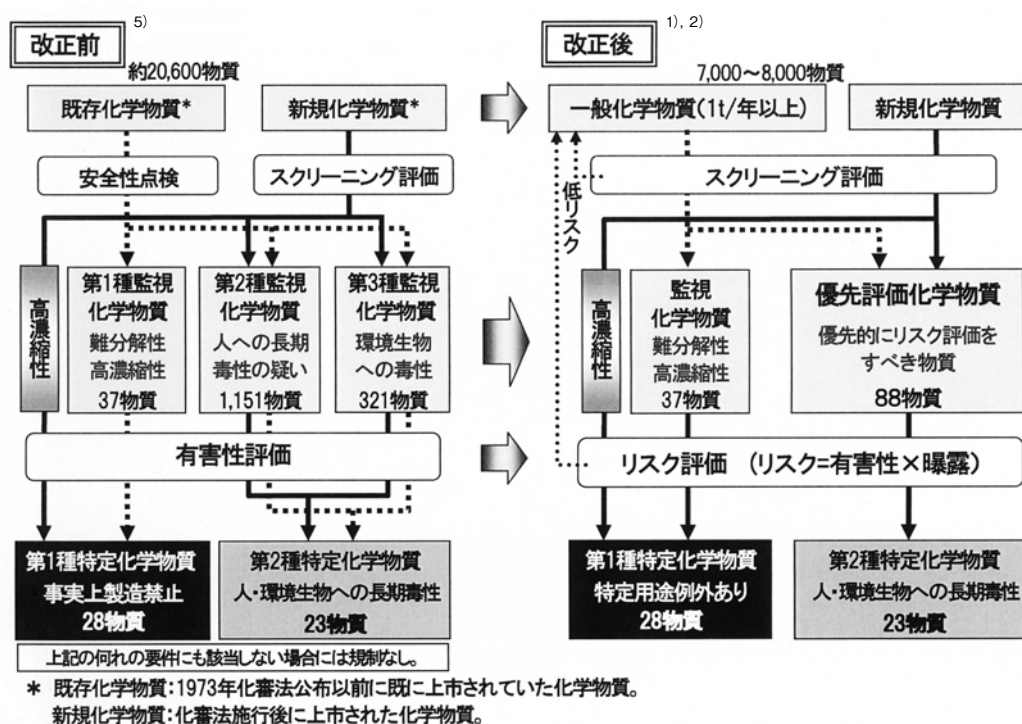 改正前
5)
約20,600物質
既存化学物質*
新規化学物質*
安全性点検
スクリーニング評価
高濃縮性
第1種監視
化学物質
難分解性
高濃縮性
37物質
第2種監視
化学物質
人への長期
毒性の疑い
1,151物質
第3種監視
化学物質
環境生物
への毒性
321物質
有害性評価
第1種特定化学物質
事実上製造禁止
28物質
第2種特定化学物質
人・環境生物への長期毒性
23物質
上記の何れの要件にも該当しない場合には規制なし。
改正後
1), 2)
7,000〜8,000物質
一般化学物質(1t/年以上)
新規化学物質
低リスク
スクリーニング評価
高濃縮性
監視
化学物質
難分解性
高濃縮性
37物質
優先評価化学物質
優先的にリスク評価を
すべき物質
88物質
リスク評価 (リスク=有害性×曝露)
第1種特定化学物質
特定用途例外あり
28物質
第2種特定化学物質
人・環境生物への長期毒性
23物質
* 既存化学物質:1973年化審法公布以前に既に上市されていた化学物質。
新規化学物質:化審法施行後に上市された化学物質。